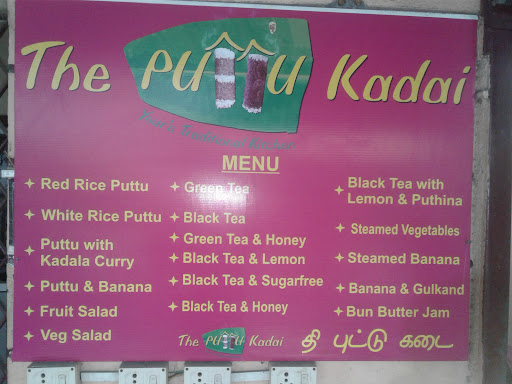 The PUTTU Kadai
Traditional
MENU
Red Rice Puttu
White Rice Puttu
Puttu with
Kadala Curry
Puttu & Banana
Fruit Salad
Veg Salad
Green Tea
Black Tea
Green Tea & Honey
Black Tea & Lemon
Black Tea & Sugarfree
Black Tea & Honey
Black Tea with
Lemon & Puthina
Steamed Vegetables
Steamed Banana
Banana & Gulkand
Bun Butter Jam
The PUTTU Kadai
தி புட்டு கடை